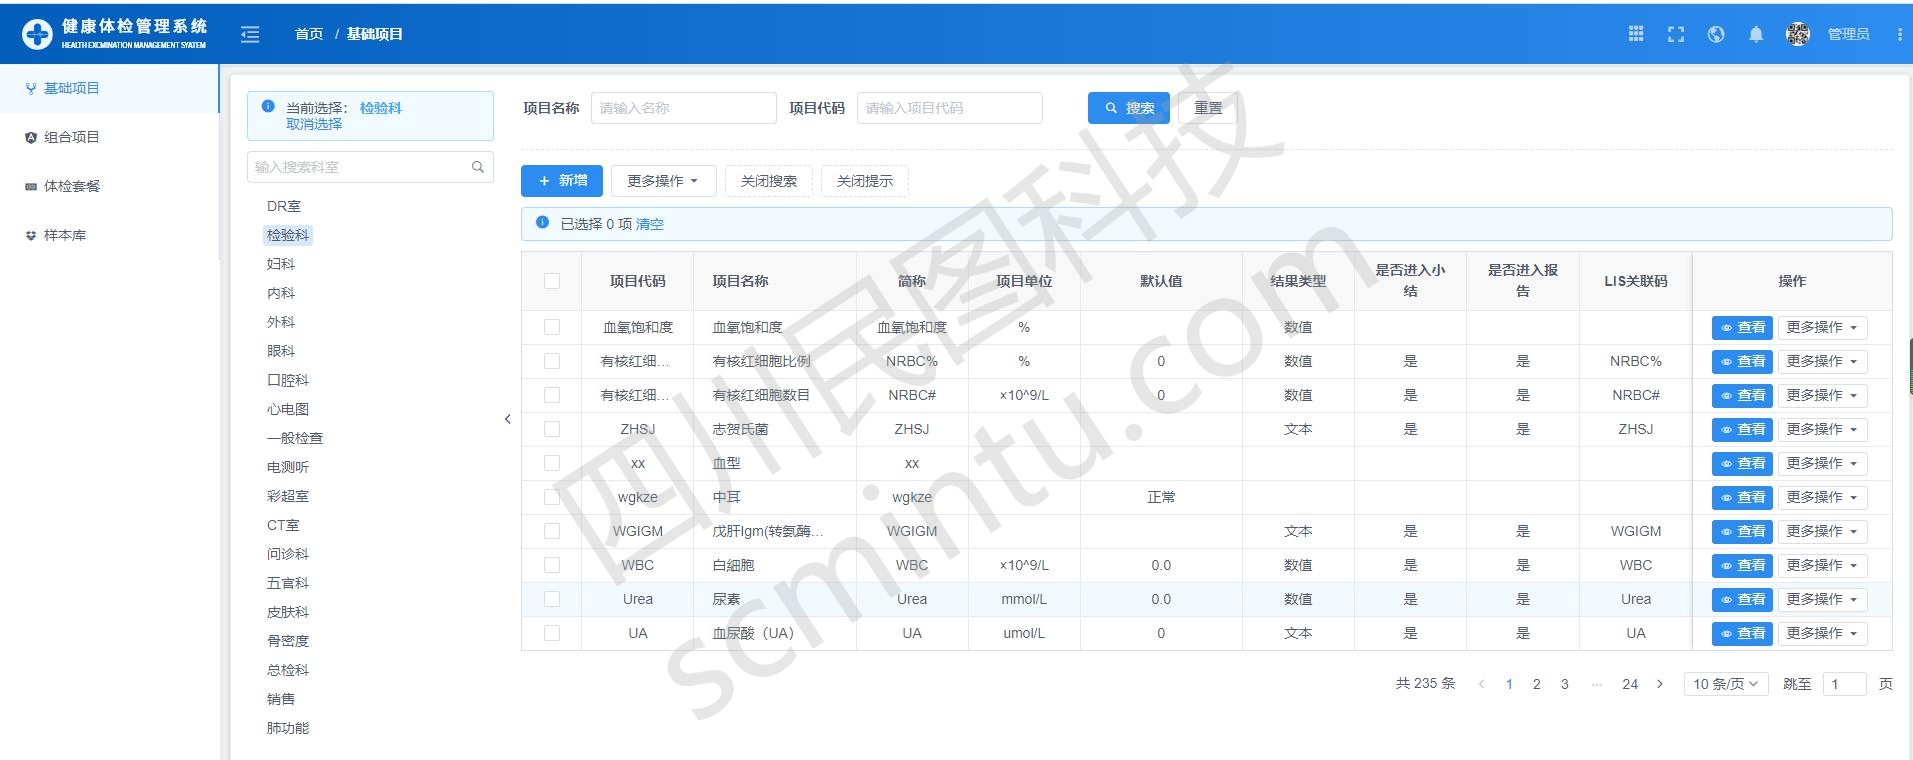 健康体检管理系统
HEALTH EXCMINATION MANAGEMENT SYATEM
首页 / 基础项目
管理员
基础项目
组合项目
体检套餐
样本库
当前选择： 检验科
取消选择
输入搜索科室
DR室
检验科
妇科
内科
外科
眼科
口腔科
心电图
一般检查
电测听
彩超室
CT室
问诊科
五官科
皮肤科
骨密度
总检科
销售
肺功能
项目名称 请输入名称 项目代码 请输入项目代码 搜索 重置
+ 新增 更多操作 关闭搜索 关闭提示
已选择 0 项 清空
项目代码 项目名称 简称 项目单位 默认值 结果类型 是否进入小结 是否进入报告 LIS关联码 操作
血氧饱和度 血氧饱和度 血氧饱和度 % 数值 查看 更多操作
有核红细... 有核红细胞比例 NRBC% % 0 数值 是 是 NRBC% 查看 更多操作
有核红细... 有核红细胞数目 NRBC# ×10^9/L 0 数值 是 是 NRBC# 查看 更多操作
ZHSJ 志贺氏菌 ZHSJ 文本 是 是 ZHSJ 查看 更多操作
xx 血型 xx 查看 更多操作
wgkze 中耳 wgkze 正常 查看 更多操作
WGIGM 戊肝Igm(转氨酶... WGIGM 文本 是 是 WGIGM 查看 更多操作
WBC 白細胞 WBC ×10^9/L 0.0 数值 是 是 WBC 查看 更多操作
Urea 尿素 Urea mmol/L 0.0 数值 是 是 Urea 查看 更多操作
UA 血尿酸（UA） UA umol/L 0 文本 是 是 UA 查看 更多操作
共 235 条 < 1 2 3 ··· 24 > 10 条/页 跳至 1 页
四川民图科技
scmintu.com